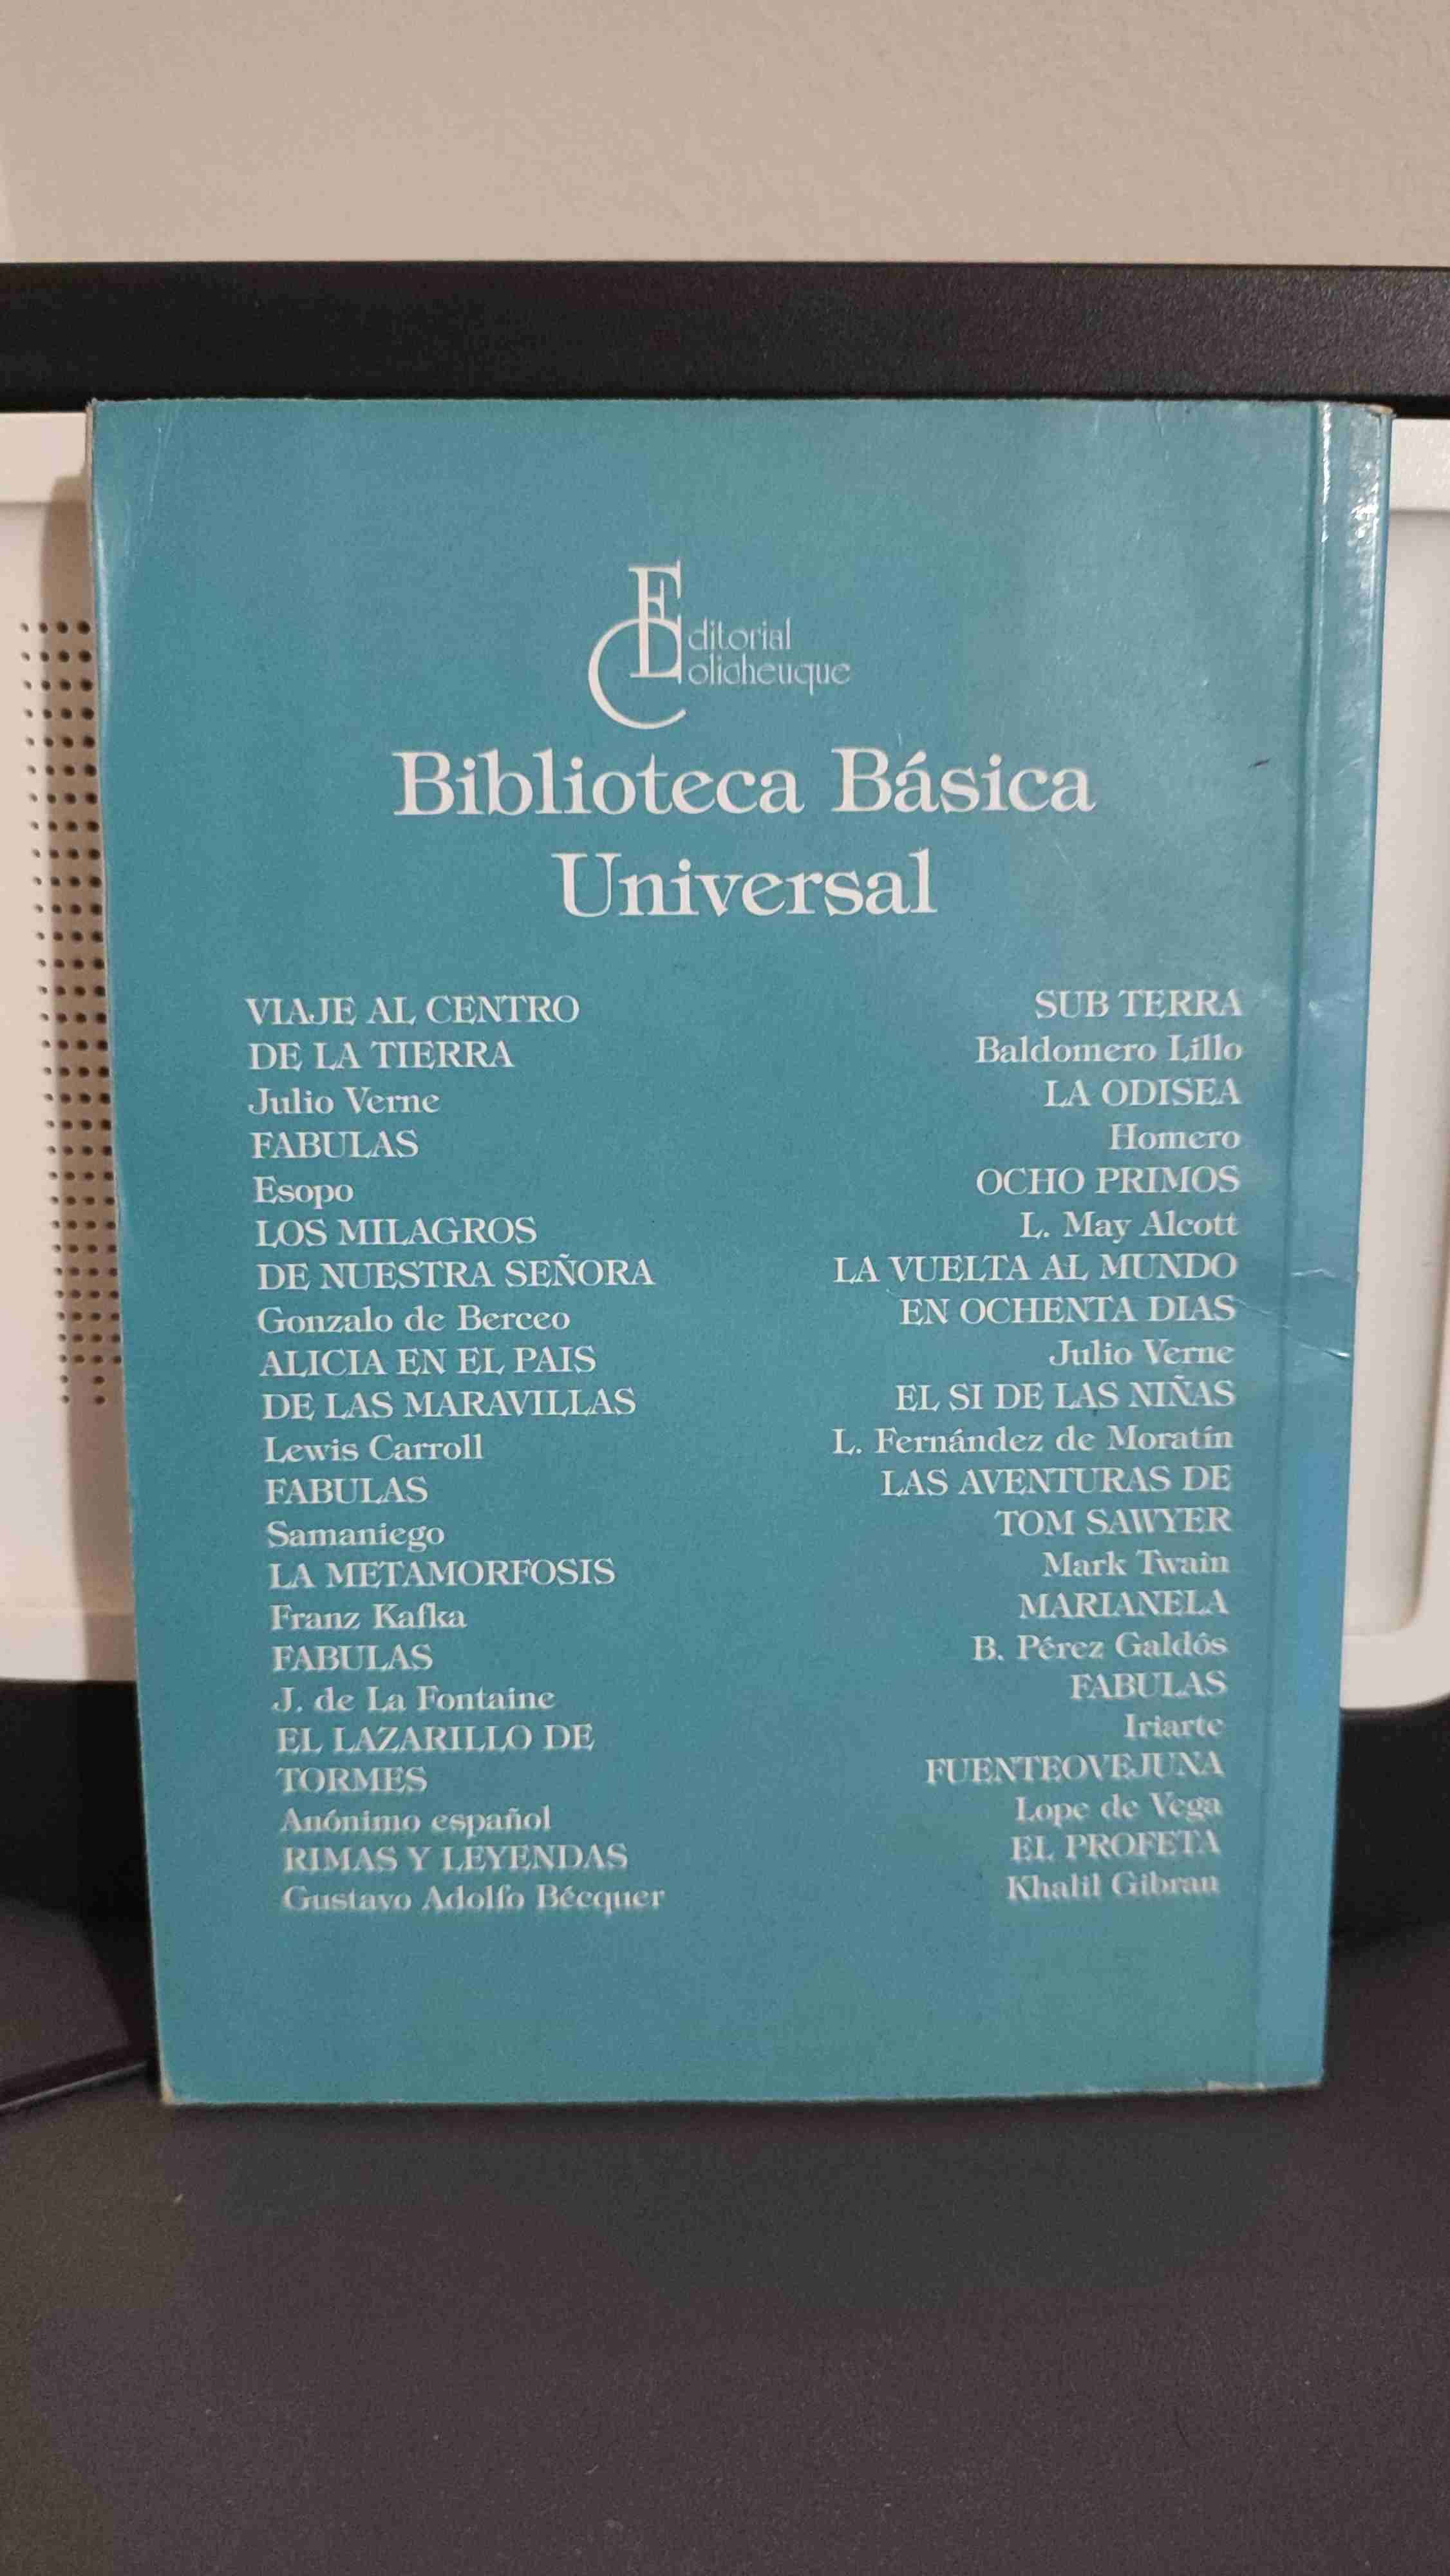 Editorial
Colicheuque
Biblioteca Básica
Universal
VIAJE AL CENTRO
DE LA TIERRA
Julio Verne
FABULAS
Esopo
LOS MILAGROS
DE NUESTRA SEÑORA
Gonzalo de Berceo
ALICIA EN EL PAIS
DE LAS MARAVILLAS
Lewis Carroll
FABULAS
Samaniego
LA METAMORFOSIS
Franz Kafka
FABULAS
J. de La Fontaine
EL LAZARILLO DE
TORMES
Anónimo español
RIMAS Y LEYENDAS
Gustavo Adolfo Bécquer
SUB TERRA
Baldomero Lillo
LA ODISEA
Homero
OCHO PRIMOS
L. May Alcott
LA VUELTA AL MUNDO
EN OCHENTA DIAS
Julio Verne
EL SI DE LAS NIÑAS
L. Fernández de Moratín
LAS AVENTURAS DE
TOM SAWYER
Mark Twain
MARIANELA
B. Pérez Galdós
FABULAS
Iriarte
FUENTEOVEJUNA
Lope de Vega
EL PROFETA
Khalil Gibran